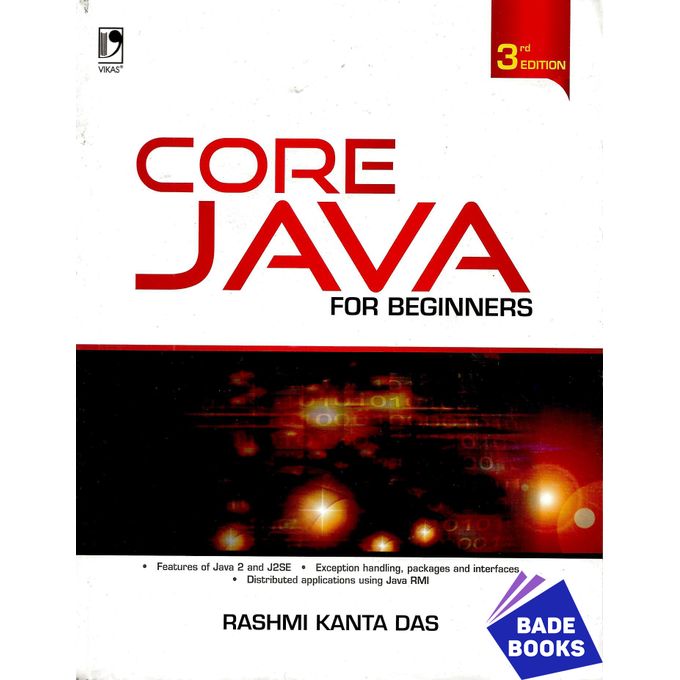 VIKAS®
3rd
EDITION
CORE
JAVA
FOR BEGINNERS
• Features of Java 2 and J2SE • Exception handling, packages and interfaces
• Distributed applications using Java RMI
RASHMI KANTA DAS
BADE
BOOKS